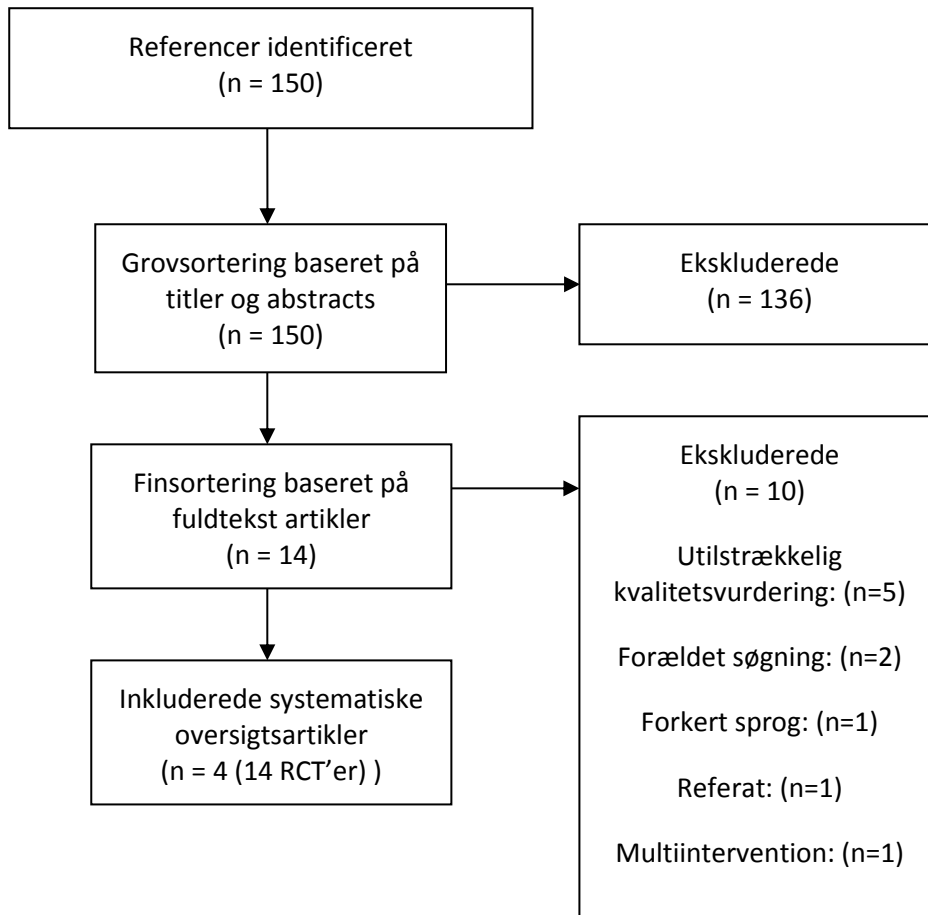 Referencer identificeret
(n = 150)
Grovsortering baseret på
titler og abstracts
(n = 150)
Ekskluderede
(n = 136)
Finsortering baseret på
fuldtekst artikler
(n = 14)
Ekskluderede
(n = 10)
Utilstrækkelig
kvalitetsvurdering: (n=5)
Forældet søgning: (n=2)
Forkert sprog: (n=1)
Referat: (n=1)
Multiintervention: (n=1)
Inkluderede systematiske
oversigtsartikler
(n = 4 (14 RCT’er) )